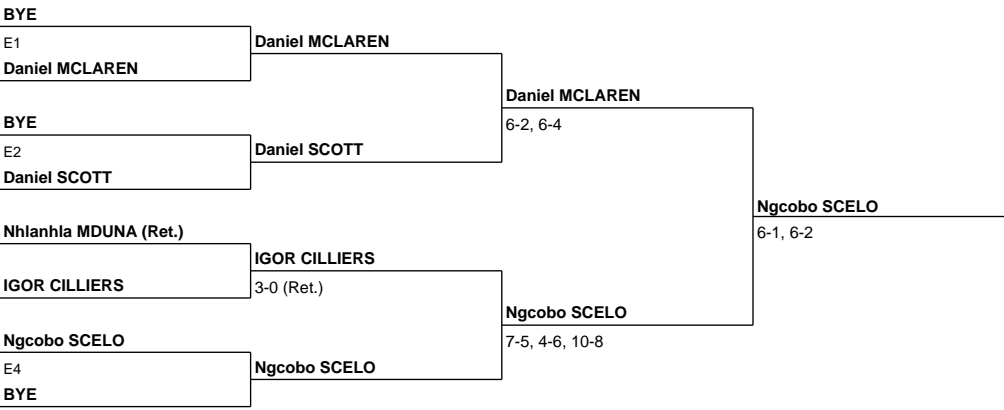 BYE
E1
Daniel MCLAREN
Daniel MCLAREN
Daniel MCLAREN
6-2, 6-4
BYE
E2
Daniel SCOTT
Daniel SCOTT
Ngcobo SCELO
6-1, 6-2
Nhlanhla MDUNA (Ret.)
IGOR CILLIERS
IGOR CILLIERS
3-0 (Ret.)
Ngcobo SCELO
7-5, 4-6, 10-8
Ngcobo SCELO
E4
Ngcobo SCELO
BYE